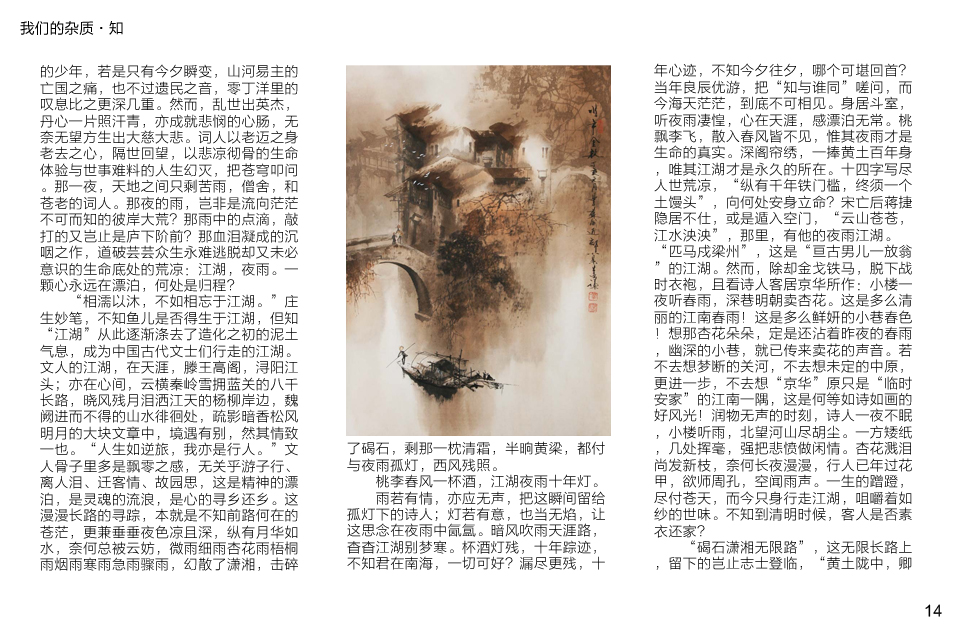 我们的杂质·知
的少年，若是只有今夕瞬变，山河易主的
亡国之痛，也不过遗民之音，零丁洋里的
叹息比之更深几重。然而，乱世出英杰，
丹心一片照汗青，亦成就悲悯的心肠，无
奈无望方生出大慈大悲。词人以老迈之身
老去之心，隔世回望，以悲凉彻骨的生命
体验与世事难料的人生幻灭，把苍穹叩问
。那一夜，天地之间只剩苦雨，僧舍，和
苍老的词人。那夜的雨，岂非是流向茫茫
不可而知的彼岸大荒？那雨中的点滴，敲
打的又岂止是庐下阶前？那血泪凝成的沉
咽之作，道破芸芸众生永难逃脱却又未必
意识的生命底处的荒凉：江湖，夜雨。一
颗心永远在漂泊，何处是归程？
“相濡以沫，不如相忘于江湖。”庄
生妙笔，不知鱼儿是否得生于江湖，但知
“江湖”从此逐渐涤去了造化之初的泥土
气息，成为中国古代文士们行走的江湖。
文人的江湖，在天涯，滕王高阁，浔阳江
头；亦在心间，云横秦岭雪拥蓝关的八千
长路，晓风残月泪洒江天的杨柳岸边，魏
阙进而不得的山水徘徊处，疏影暗香松风
明月的大块文章中，境遇有别，然其情致
一也。“人生如逆旅，我亦是行人。”文
人骨子里多是飘零之感，无关乎游子行、
离人泪、迁客情、故园思，这是精神的漂
泊，是灵魂的流浪，是心的寻乡还乡。这
漫漫长路的寻踪，本就是不知前路何在的
苍茫，更兼垂垂夜色凉且深，纵有月华如
水，奈何总被云妨，微雨细雨杏花雨梧桐
雨烟雨寒雨急雨骤雨，幻散了潇湘，击碎
了碣石，剩那一枕清霜，半晌黄梁，都付
与夜雨孤灯，西风残照。
桃李春风一杯酒，江湖夜雨十年灯。
雨若有情，亦应无声，把这瞬间留给
孤灯下的诗人；灯若有意，也当无焰，让
这思念在夜雨中氤氲。暗风吹雨天涯路，
杳杳江湖别梦寒。杯酒灯残，十年踪迹，
不知君在南海，一切可好？漏尽更残，十
年心迹，不知今夕往夕，哪个可堪回首？
当年良辰优游，把“知与谁同”嗟问，而
今海天茫茫，到底不可相见。身居斗室，
听夜雨凄惶，心在天涯，感漂泊无常。桃
飘李飞，散入春风皆不见，惟其夜雨才是
生命的真实。深阁帘绣，一捧黄土百年身
，唯其江湖才是永久的所在。十四字写尽
人世荒凉，“纵有千年铁门槛，终须一个
土馒头”，向何处安身立命？宋亡后蒋捷
隐居不仕，或是遁入空门，“云山苍苍，
江水泱泱”，那里，有他的夜雨江湖。
“匹马戍梁州”，这是“亘古男儿一放翁
”的江湖。然而，除却金戈铁马，脱下战
时衣袍，且看诗人客居京华所作：小楼一
夜听春雨，深巷明朝卖杏花。这是多么清
丽的江南春雨！这是多么鲜妍的小巷春色
！想那杏花朵朵，定是还沾着昨夜的春雨
，幽深的小巷，就已传来卖花的声音。若
不去想梦断的关河，不去想未定的中原，
更进一步，不去想“京华”原只是“临时
安家”的江南一隅，这是何等如诗如画的
好风光！润物无声的时刻，诗人一夜不眠
，小楼听雨，北望河山尽胡尘。一方矮纸
，几处挥毫，强把悲愤做闲情。杏花溅泪
尚发新枝，奈何长夜漫漫，行人已年过花
甲，欲师周孔，空闻雨声。一生的蹭蹬，
尽付苍天，而今只身行走江湖，咀嚼着如
纱的世味。不知到清明时候，客人是否素
衣还家？
“碣石潇湘无限路”，这无限长路上
，留下的岂止志士登临，“黄土陇中，卿
14